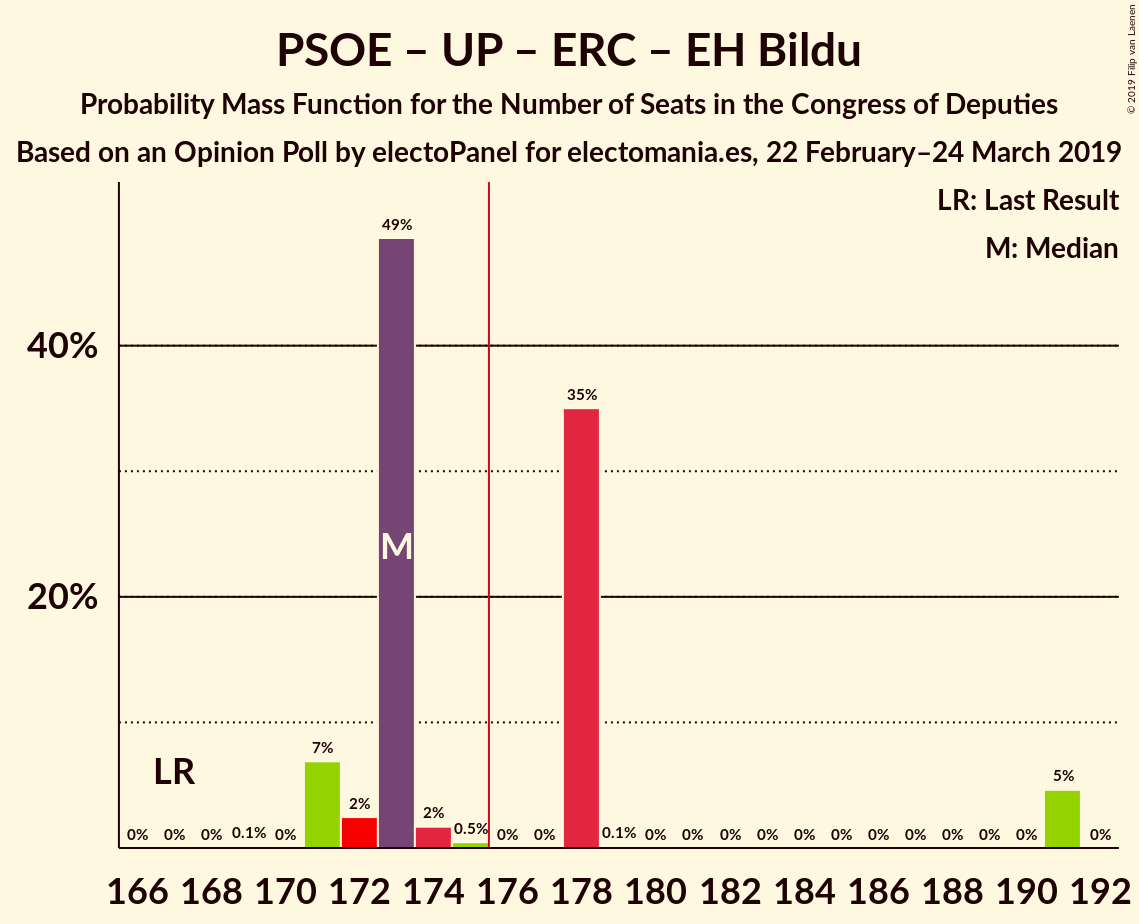 PSOE – UP – ERC – EH Bildu
Probability Mass Function for the Number of Seats in the Congress of Deputies
Based on an Opinion Poll by electoPanel for electomania.es, 22 February–24 March 2019
© 2019 Filip van Laenen
LR: Last Result
M: Median
40%
20%
49%
35%
M
LR
7%
2%
2%
5%
0% 0% 0% 0.1% 0% 0.5% 0% 0% 0.1% 0% 0% 0% 0% 0% 0% 0% 0% 0% 0% 0% 0%
166 168 170 172 174 176 178 180 182 184 186 188 190 192